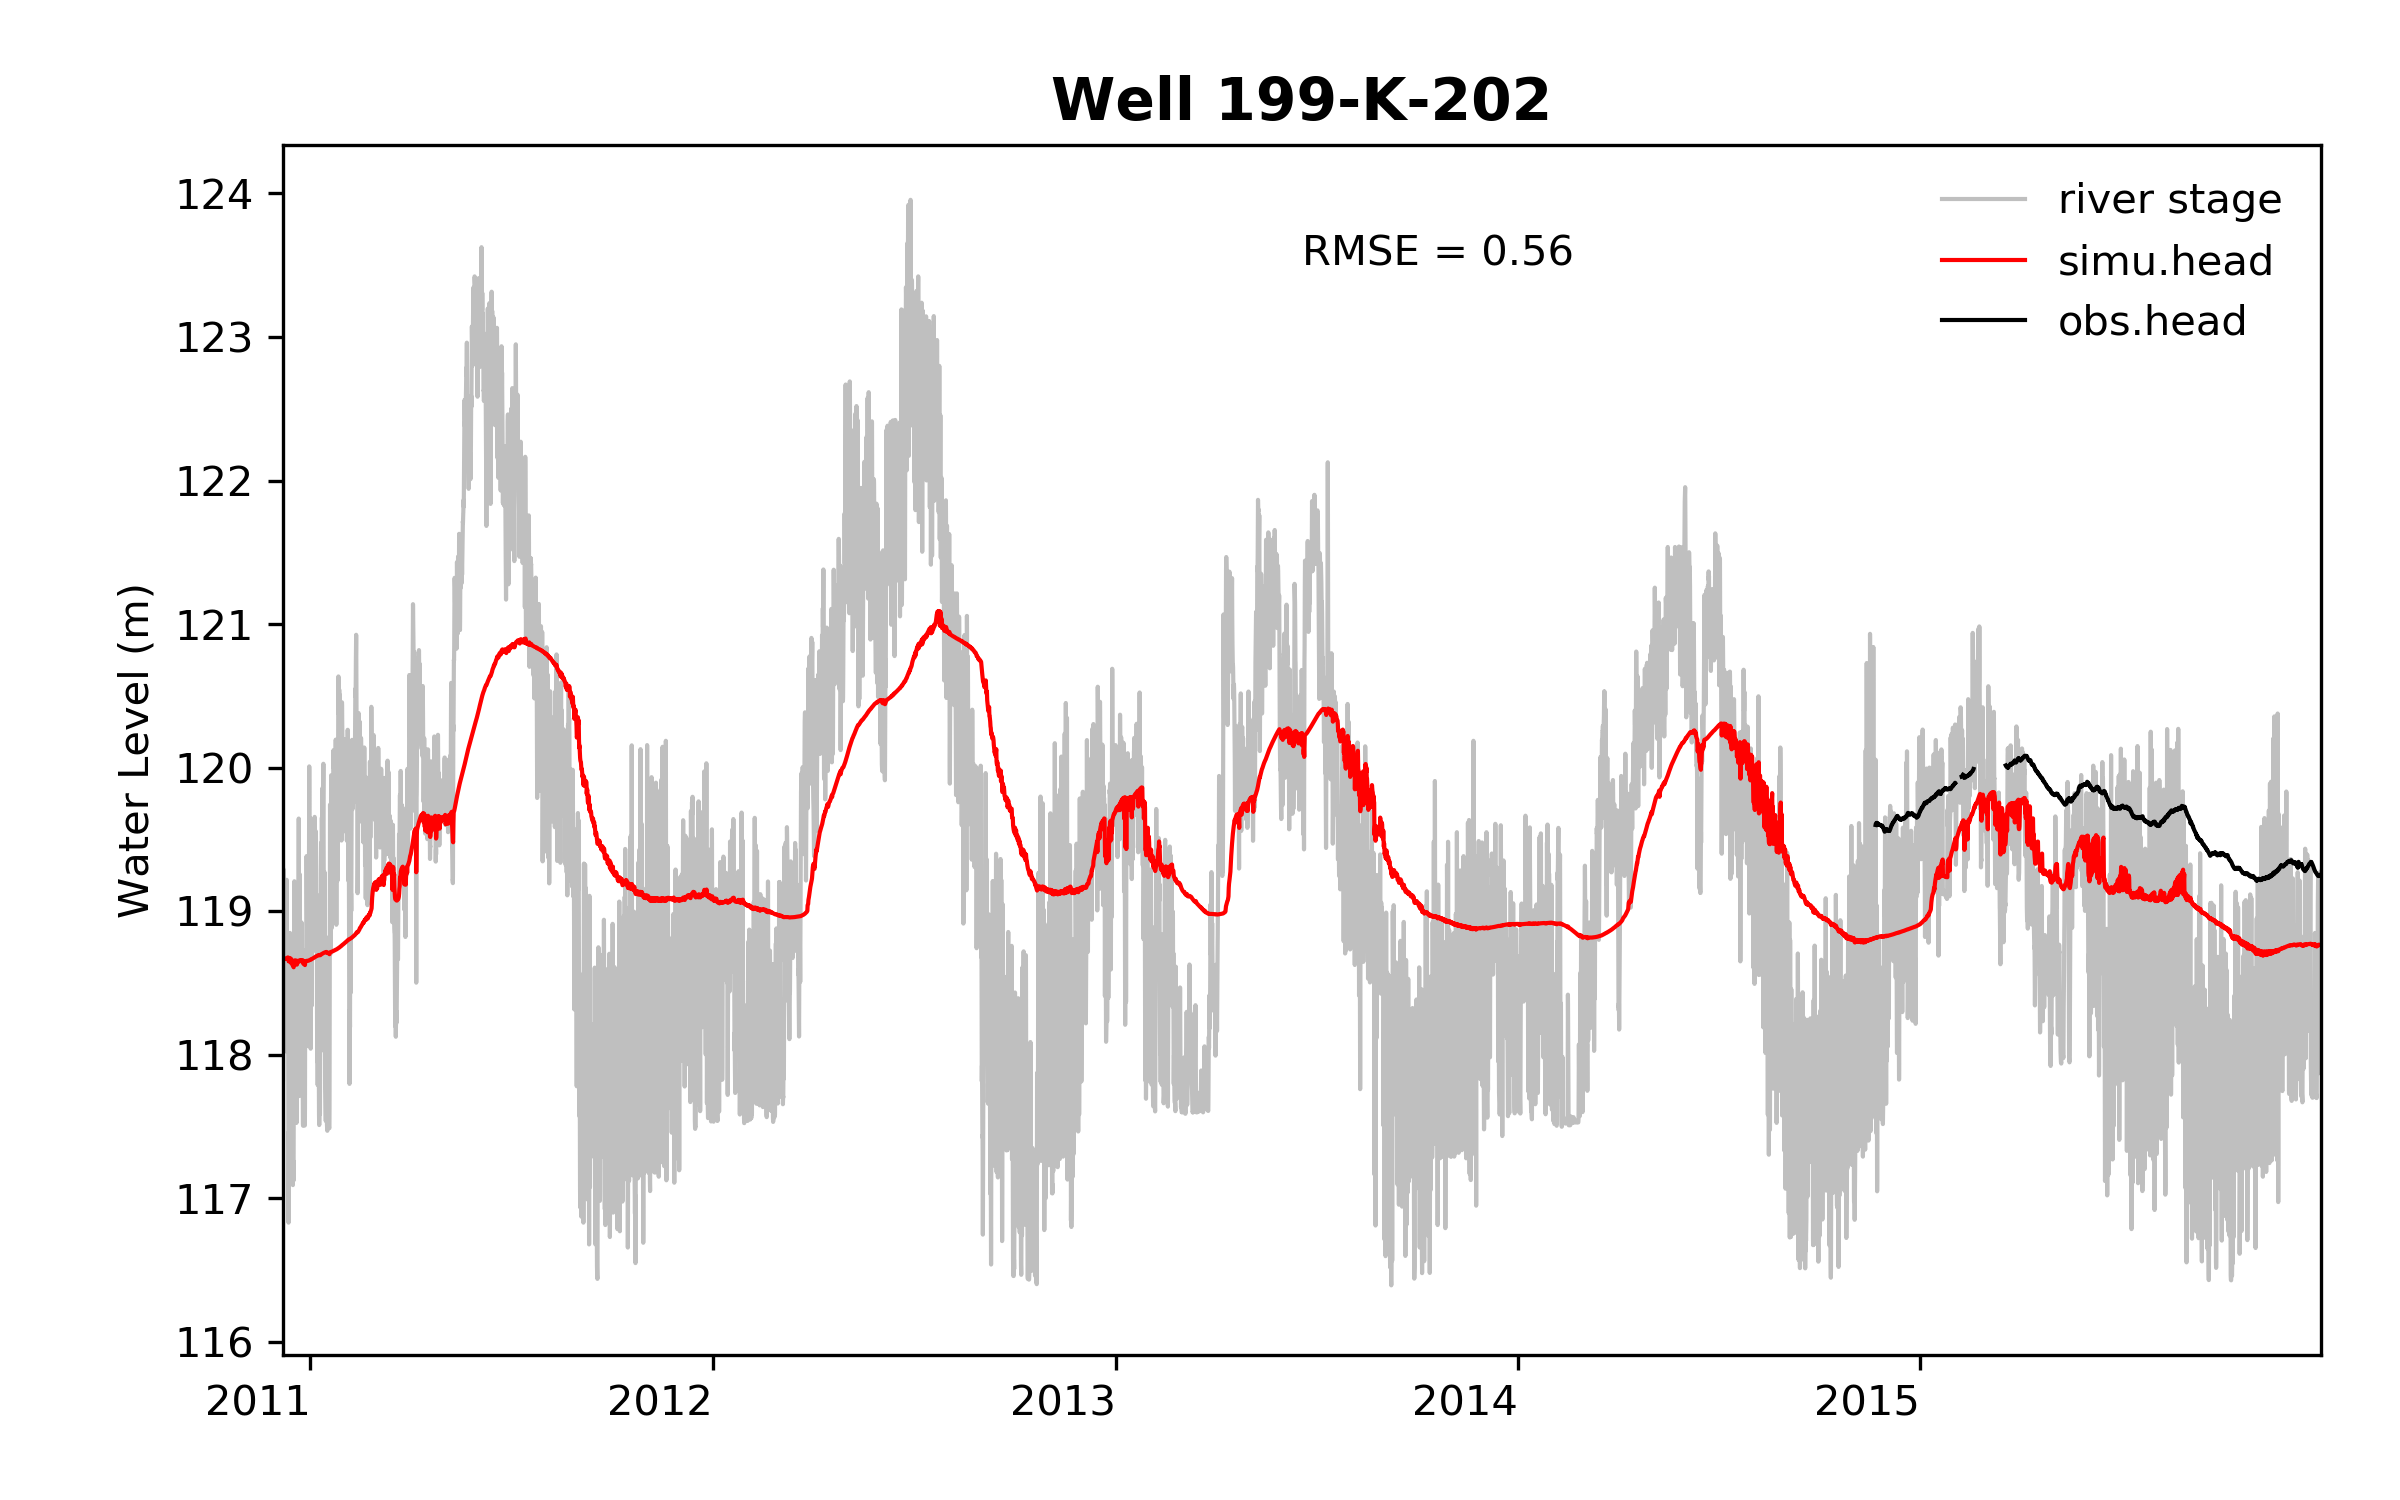 Well 199-K-202
124
123
122
121
120
119
118
117
116
Water Level (m)
RMSE = 0.56
river stage
simu.head
obs.head
2011
2012
2013
2014
2015